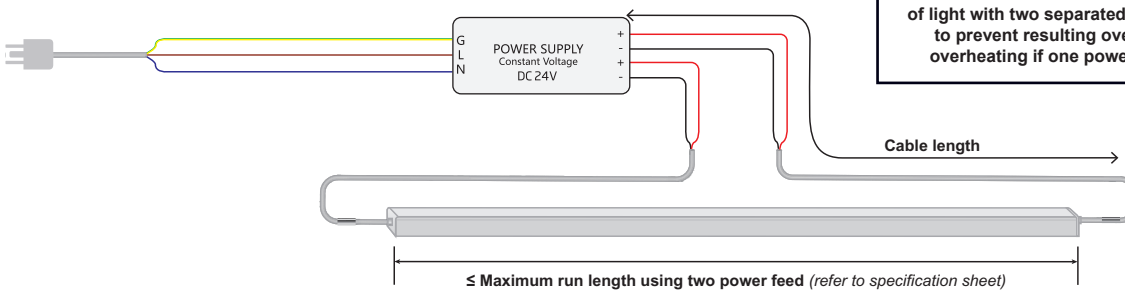 of light with two separated
to prevent resulting ove
overheating if one powe
G
L
N
POWER SUPPLY
Constant Voltage
DC 24V
+
-
+
-
Cable length
≤ Maximum run length using two power feed (refer to specification sheet)